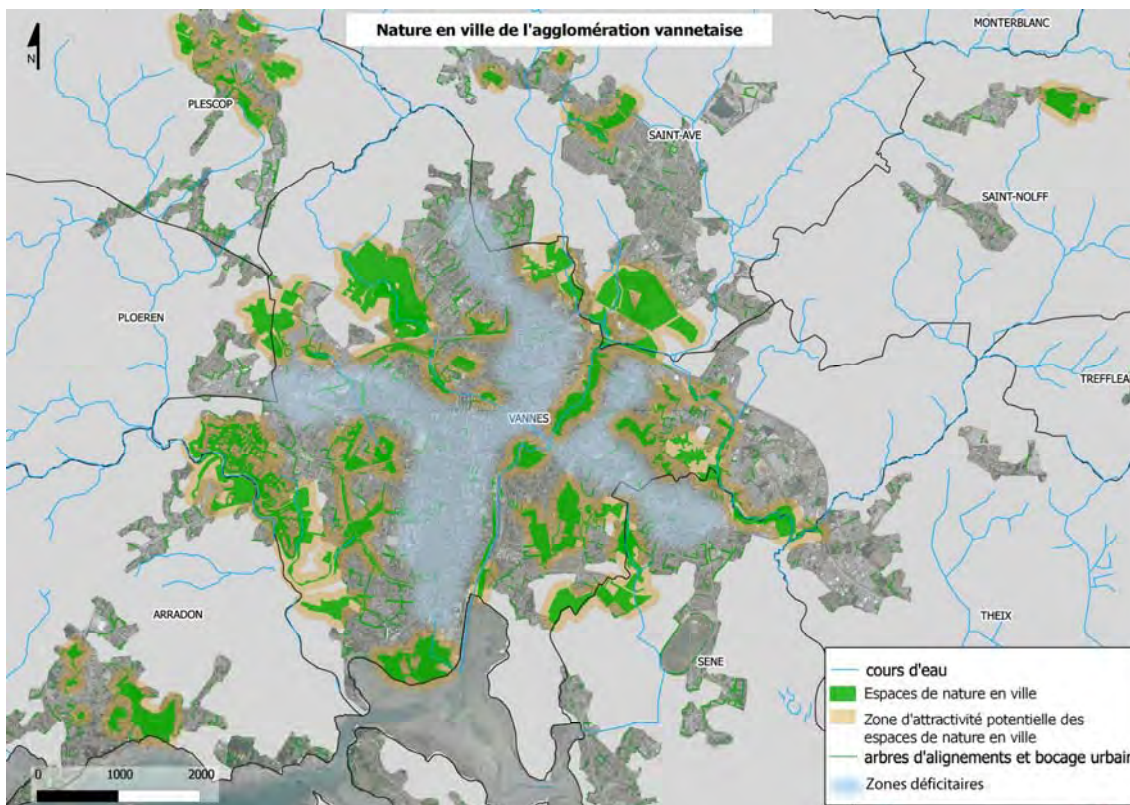 Nature en ville de l'agglomération vannetaise
MONTERBLANC
N
PLESCOP
SAINT-AVE
SAINT-NOLFF
PLOEREN
TREFFLEA
VANNES
ARRADON
THEIX
SENE
cours d'eau
Espaces de nature en ville
Zone d'attractivité potentielle des
espaces de nature en ville
arbres d'alignements et bocage urbain
Zones déficitaires
0 1000 2000